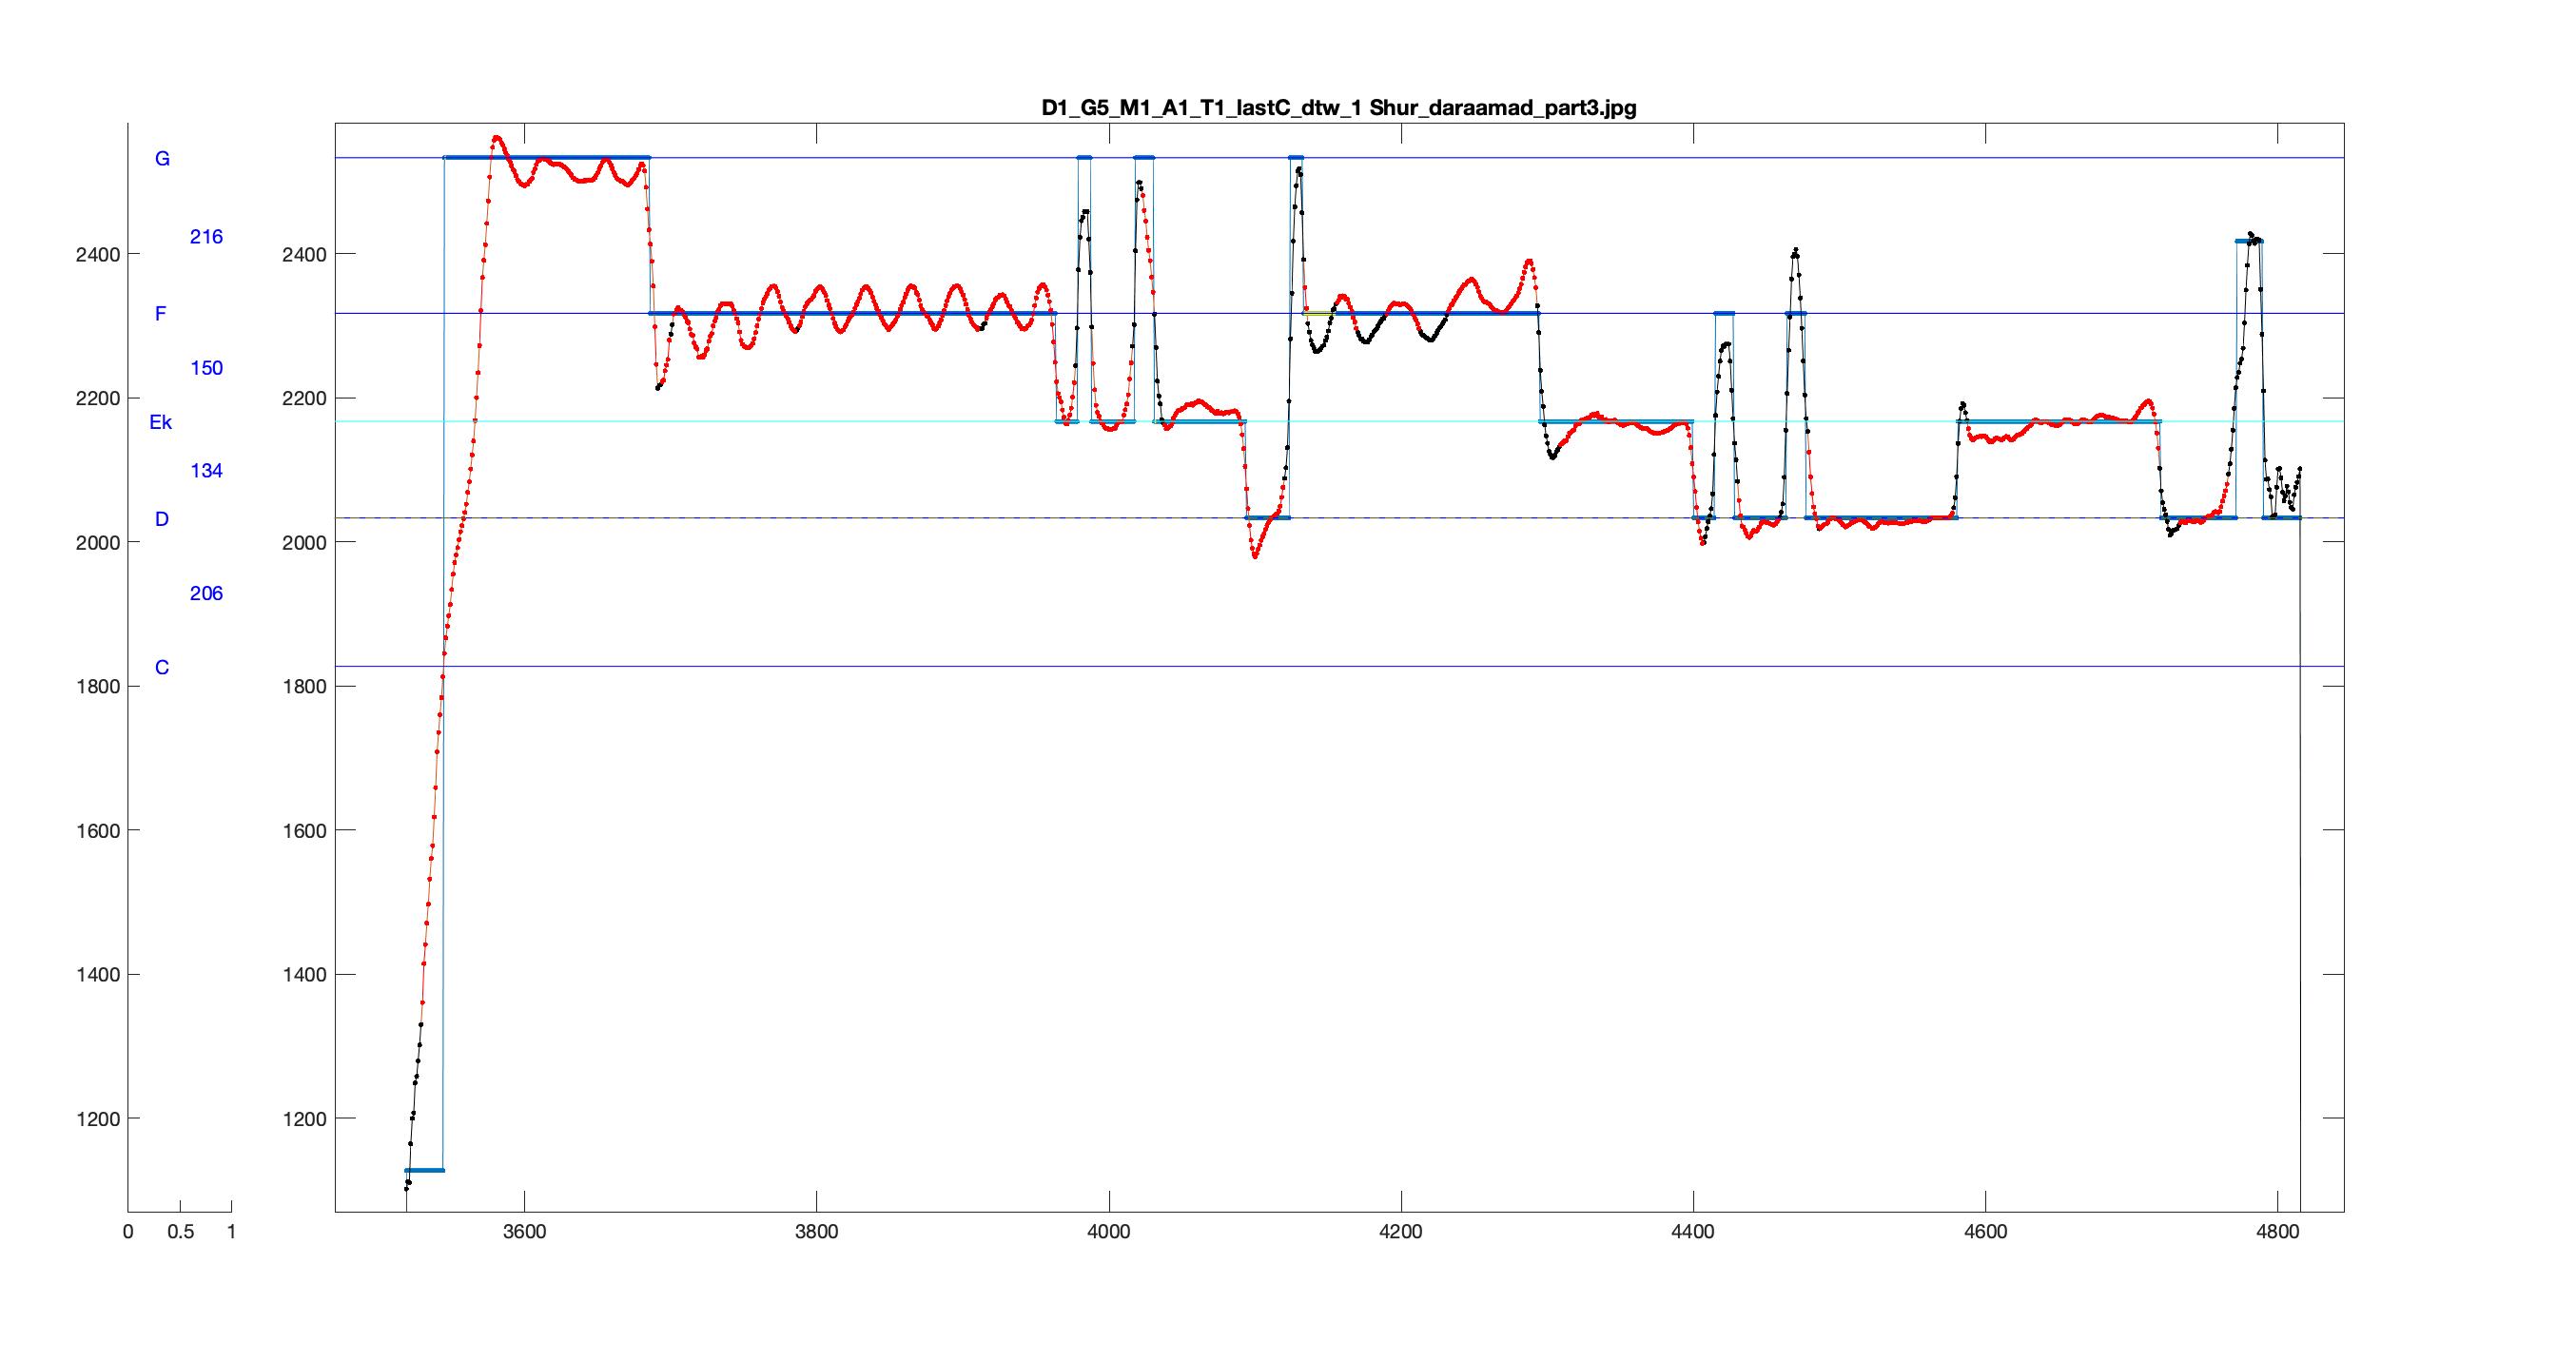 D1_G5_M1_A1_T1_lastC_dtw_1 Shur_daraamad_part3.jpg
G
216
2400 2400
F
150
2200 2200
Ek
134
D
2000 2000
206
C
1800 1800
1600 1600
1400 1400
1200 1200
0 0.5 1 3600 3800 4000 4200 4400 4600 4800